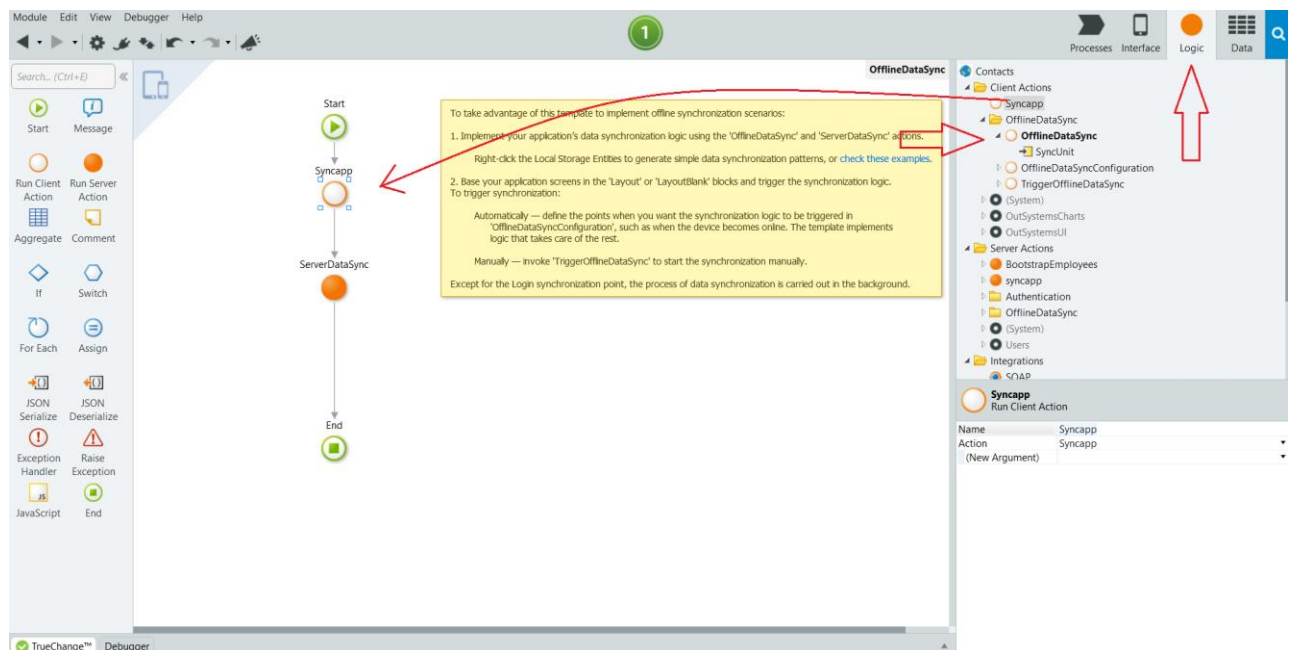 Module Edit View Debugger Help
1
Processes Interface Logic Data
Search... (Ctrl+E)
Start Message
Run Client Action
Run Server Action
Aggregate Comment
If Switch
For Each Assign
JSON Serialize
JSON Deserialize
Exception Handler
Raise Exception
JS
JavaScript End
OfflineDataSync
Start
Syncapp
ServerDataSync
End
To take advantage of this template to implement offline synchronization scenarios:
1. Implement your application's data synchronization logic using the 'OfflineDataSync' and 'ServerDataSync' actions.
Right-click the Local Storage Entities to generate simple data synchronization patterns, or check these examples.
2. Base your application screens in the 'Layout' or 'LayoutBlank' blocks and trigger the synchronization logic.
To trigger synchronization:
Automatically — define the points when you want the synchronization logic to be triggered in
'OfflineDataSyncConfiguration', such as when the device becomes online. The template implements
logic that takes care of the rest.
Manually — invoke 'TriggerOfflineDataSync' to start the synchronization manually.
Except for the Login synchronization point, the process of data synchronization is carried out in the background.
Contacts
Client Actions
Syncapp
OfflineDataSync
OfflineDataSync
SyncUnit
OfflineDataSyncConfiguration
TriggerOfflineDataSync
(System)
OutSystemsCharts
OutSystemsUI
Server Actions
BootstrapEmployees
syncapp
Authentication
OfflineDataSync
(System)
Users
Integrations
SOAP
Syncapp
Run Client Action
Name Syncapp
Action Syncapp
(New Argument)
TrueChange™ Debugger